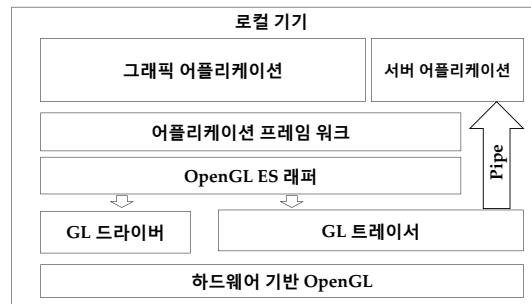 로컬 기기
그래픽 어플리케이션
서버 어플리케이션
어플리케이션 프레임 워크
OpenGL ES 래퍼
Pipe
GL 드라이버
GL 트레이서
하드웨어 기반 OpenGL